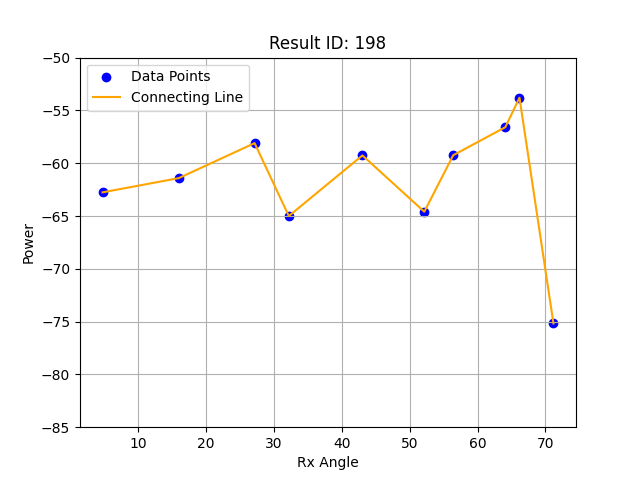 Result ID: 198
Data Points
Connecting Line
−50
−55
−60
−65
−70
−75
−80
−85
Power
10 20 30 40 50 60 70
Rx Angle